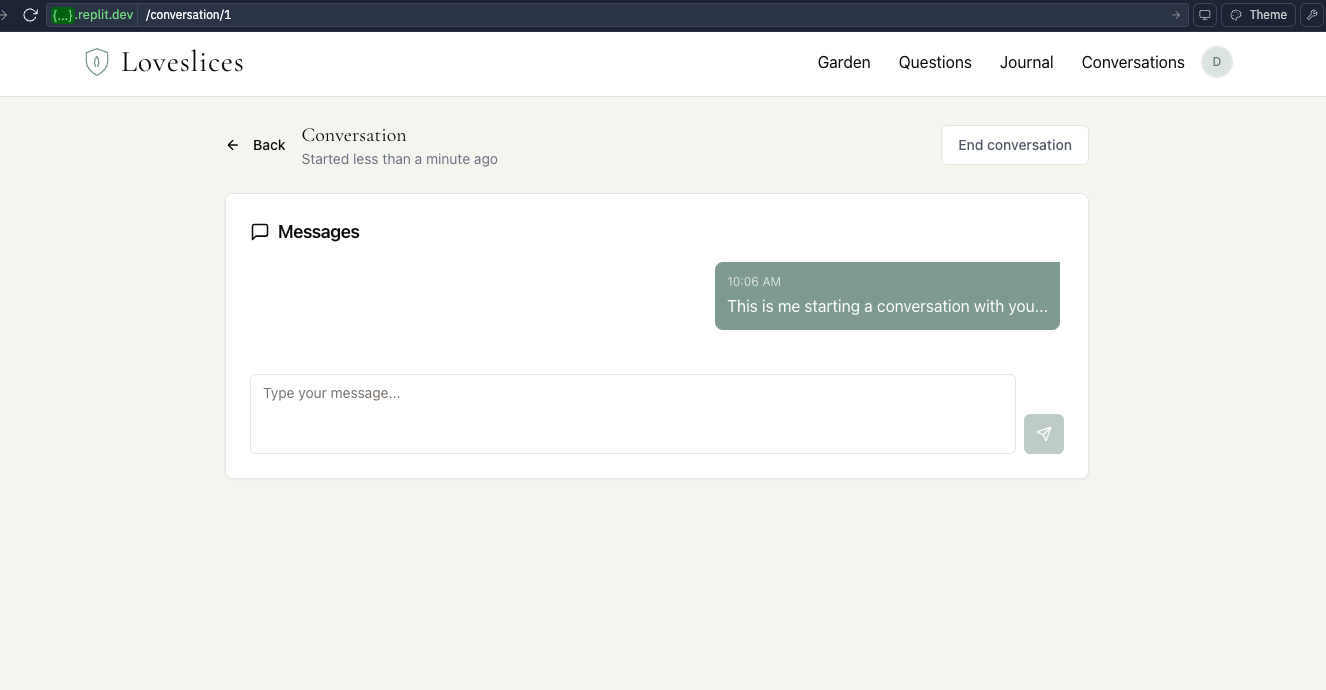 {...}.replit.dev /conversation/1 Theme
Loveslices Garden Questions Journal Conversations D
Back Conversation End conversation
Started less than a minute ago
Messages
10:06 AM
This is me starting a conversation with you...
Type your message...